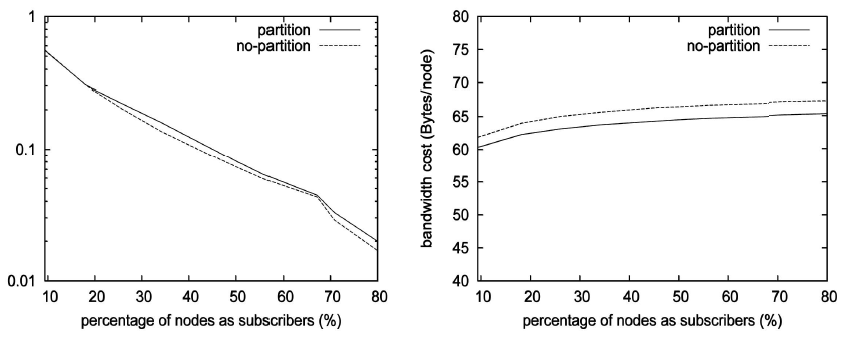 1
0.1
0.01
partition
no-partition
10 20 30 40 50 60 70 80
percentage of nodes as subscribers (%)
80
75
70
65
60
55
50
45
40
bandwidth cost (Bytes/node)
partition
no-partition
10 20 30 40 50 60 70 80
percentage of nodes as subscribers (%)